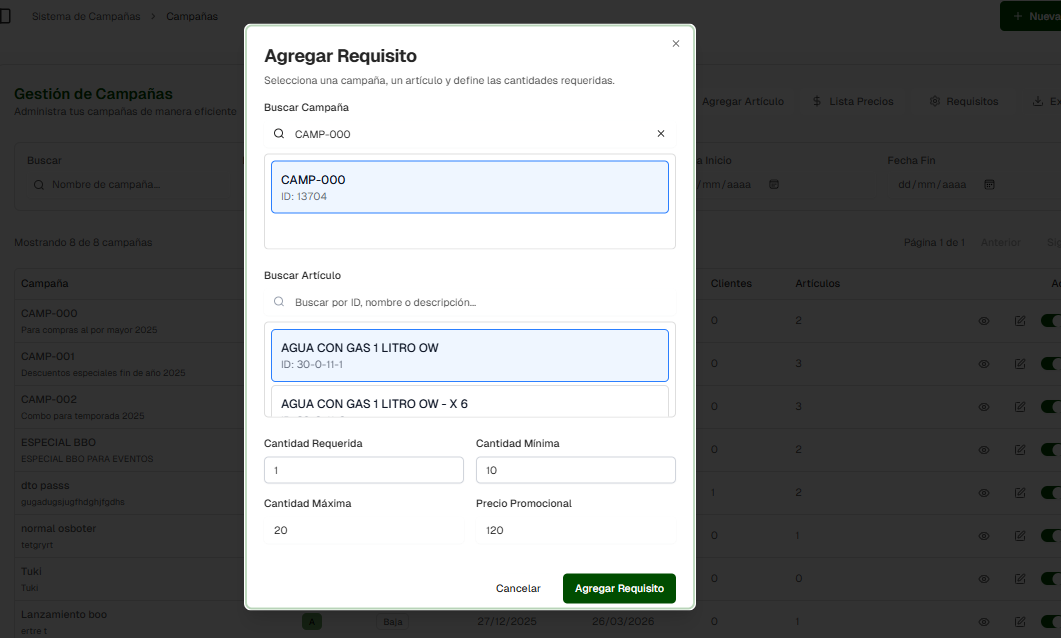 Sistema de Campañas > Campañas
+ Nueva
Gestión de Campañas
Administra tus campañas de manera eficiente
Agregar Artículo
Lista Precios
Requisitos
Buscar
Nombre de campaña...
Inicio
/mm/aaaa
Fecha Fin
dd/mm/aaaa
Mostrando 8 de 8 campañas
Página 1 de 1
Anterior
Agregar Requisito
Selecciona una campaña, un artículo y define las cantidades requeridas.
Buscar Campaña
CAMP-000
CAMP-000
ID: 13704
Buscar Artículo
Buscar por ID, nombre o descripción...
AGUA CON GAS 1 LITRO OW
ID: 30-0-11-1
AGUA CON GAS 1 LITRO OW - X 6
Cantidad Requerida
1
Cantidad Mínima
10
Cantidad Máxima
20
Precio Promocional
120
Cancelar
Agregar Requisito
Campaña Clientes Artículos
CAMP-000 0 2
Para compras al por mayor 2025
CAMP-001 0 3
Descuentos especiales fin de año 2025
CAMP-002 0 3
Combo para temporada 2025
ESPECIAL BBO 0 2
ESPECIAL BBO PARA EVENTOS
dto passs 1 2
gugadugsjugfhdghjfgdhs
normal osboter 0 1
tetgryrt
Tuki 0 0
Tuki
Lanzamiento boo A Baja 27/12/2025 26/03/2026 0 1
ertre t